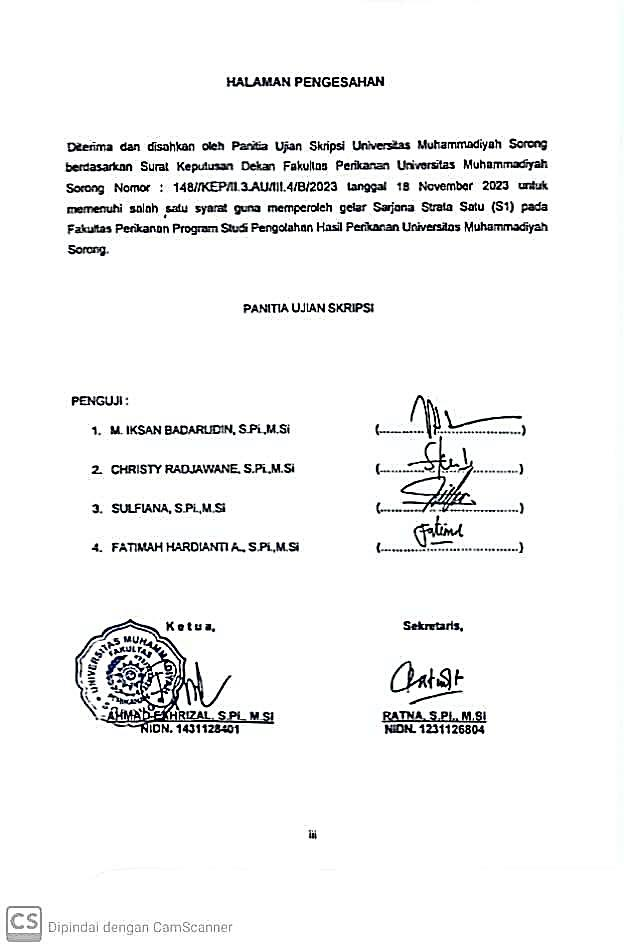 HALAMAN PENGESAHAN
Diterima dan disahkan oleh Panitia Ujian Skripsi Universitas Muhammadiyah Sorong
berdasarkan Surat Keputusan Dekan Fakultas Perikanan Universitas Muhammadiyah
Sorong Nomor : 148//KEP/II.3.AU/III.4/B/2023 tanggal 18 November 2023 untuk
memenuhi salah satu syarat guna memperoleh gelar Sarjana Strata Satu (S1) pada
Fakultas Perikanan Program Studi Pengolahan Hasil Perikanan Universitas Muhammadiyah
Sorong.
PANITIA UJIAN SKRIPSI
PENGUJI :
1. M. IKSAN BADARUDIN, S.Pi.,M.Si (..............................)
2. CHRISTY RADJAWANE, S.Pi.,M.Si (..............................)
3. SULFIANA, S.Pi.,M.Si (..............................)
4. FATIMAH HARDIANTI A., S.Pi.,M.Si (..............................)
Fatima
Ketua, Sekretaris,
UNIVERSITAS MUHAMMADIYAH
FAKULTAS
PERIKANAN
Ratna
AHMAD FAHRIZAL, S.Pi., M.SI RATNA, S.Pi., M.SI
NIDN. 1431128401 NIDN. 1231126804
iii
CS Dipindai dengan CamScanner